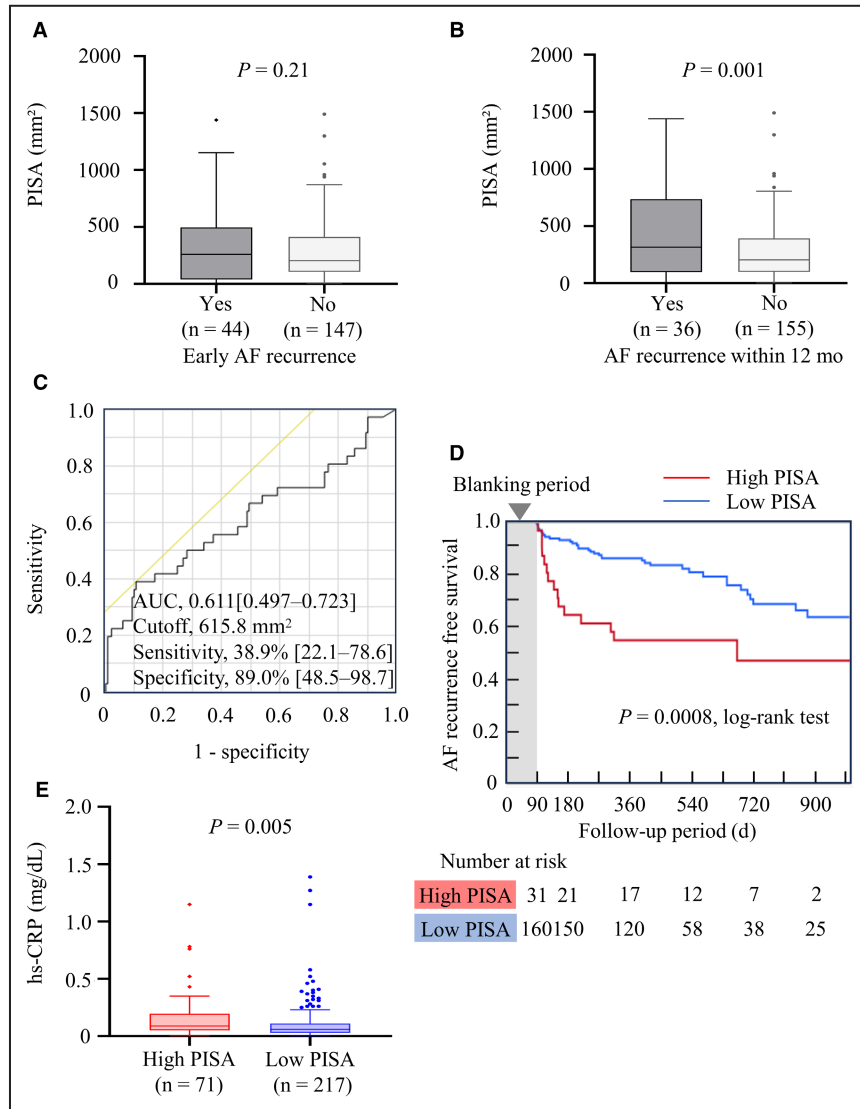 A
P = 0.21
PISA (mm²)
2000
1500
1000
500
0
Yes
No
(n = 44)
(n = 147)
Early AF recurrence
B
P = 0.001
PISA (mm²)
2000
1500
1000
500
0
Yes
No
(n = 36)
(n = 155)
AF recurrence within 12 mo
C
Sensitivity
1.0
0.8
0.6
0.4
0.2
0
AUC, 0.611[0.497–0.723]
Cutoff, 615.8 mm²
Sensitivity, 38.9% [22.1–78.6]
Specificity, 89.0% [48.5–98.7]
0 0.2 0.4 0.6 0.8 1.0
1 - specificity
D
High PISA
Low PISA
Blanking period
AF recurrence free survival
1.0
0.8
0.6
0.4
0.2
0
P = 0.0008, log-rank test
0 90 180 360 540 720 900
Follow-up period (d)
Number at risk
High PISA 31 21 17 12 7 2
Low PISA 160150 120 58 38 25
E
P = 0.005
hs-CRP (mg/dL)
2.0
1.5
1.0
0.5
0
High PISA
Low PISA
(n = 71)
(n = 217)